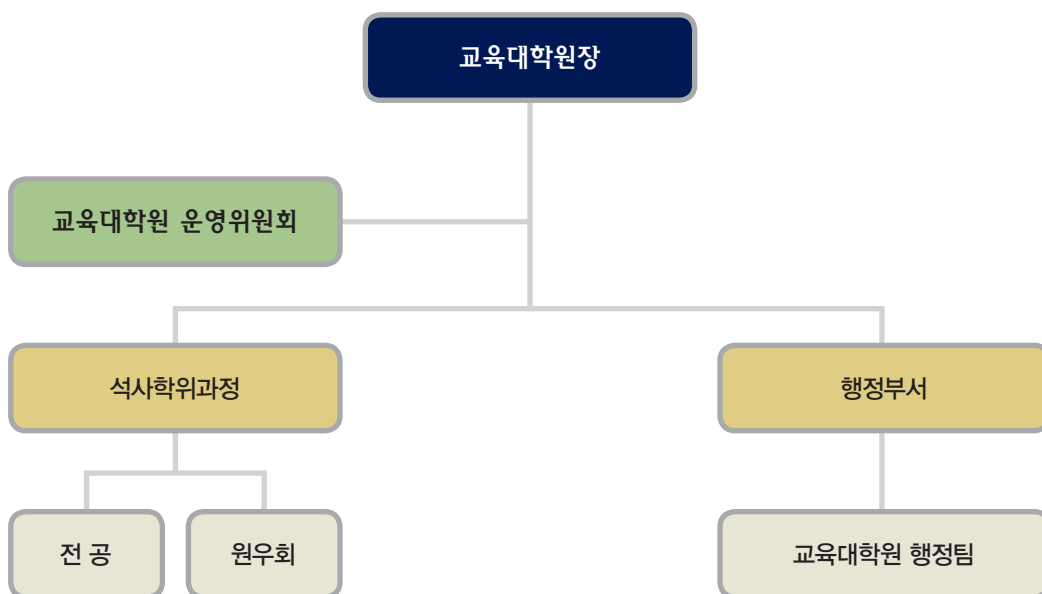 교육대학원장
교육대학원 운영위원회
석사학위과정
행정부서
전 공
원우회
교육대학원 행정팀